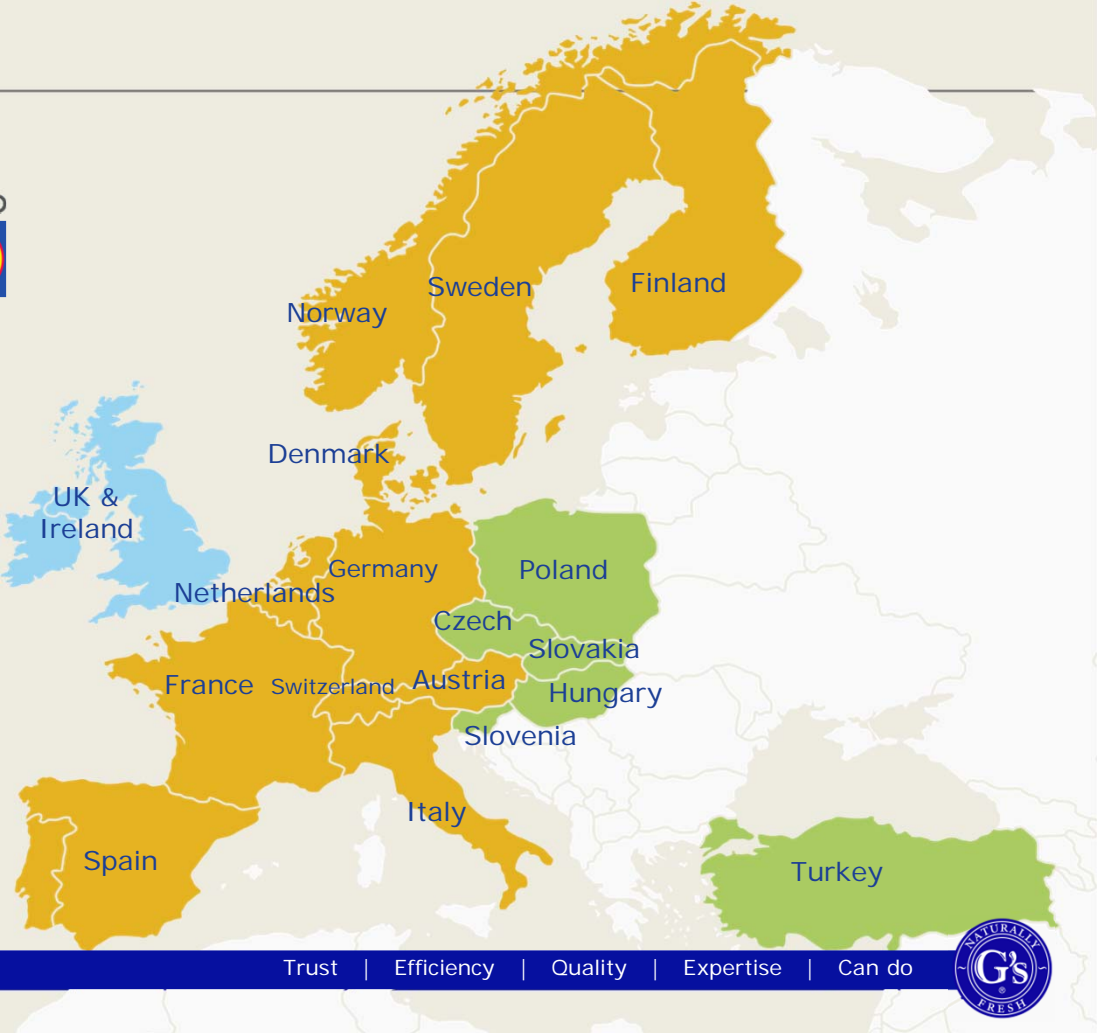 Sweden
Finland
Norway
Denmark
UK &
Ireland
Germany
Poland
Netherlands
Czech
Slovakia
France
Switzerland
Austria
Hungary
Slovenia
Italy
Spain
Turkey
Trust | Efficiency | Quality | Expertise | Can do
NATURALLY
G's
®
FRESH